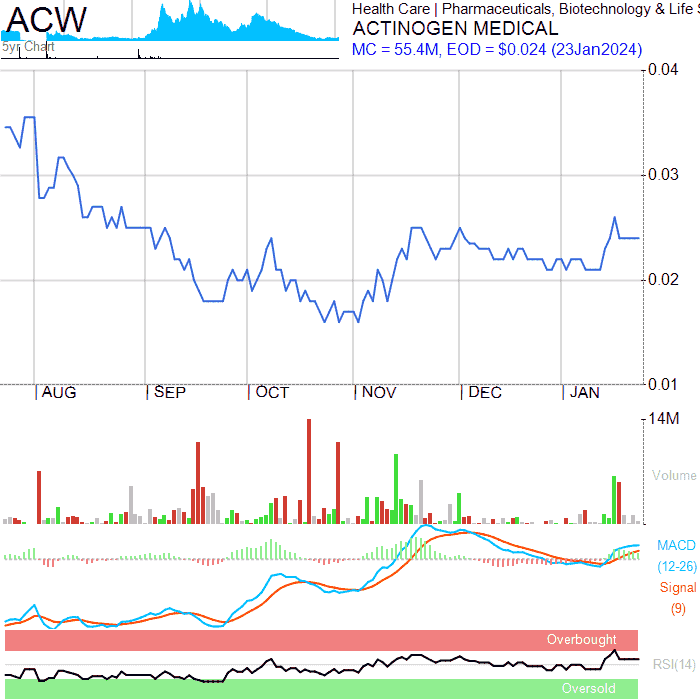 ACW
5yr Chart
Health Care | Pharmaceuticals, Biotechnology & Life S
ACTINOGEN MEDICAL
MC = 55.4M, EOD = $0.024 (23Jan2024)
0.04
0.03
0.02
0.01
AUG SEP OCT NOV DEC JAN
14M
Volume
MACD
(12-26)
Signal
(9)
Overbought
RSI(14)
Oversold